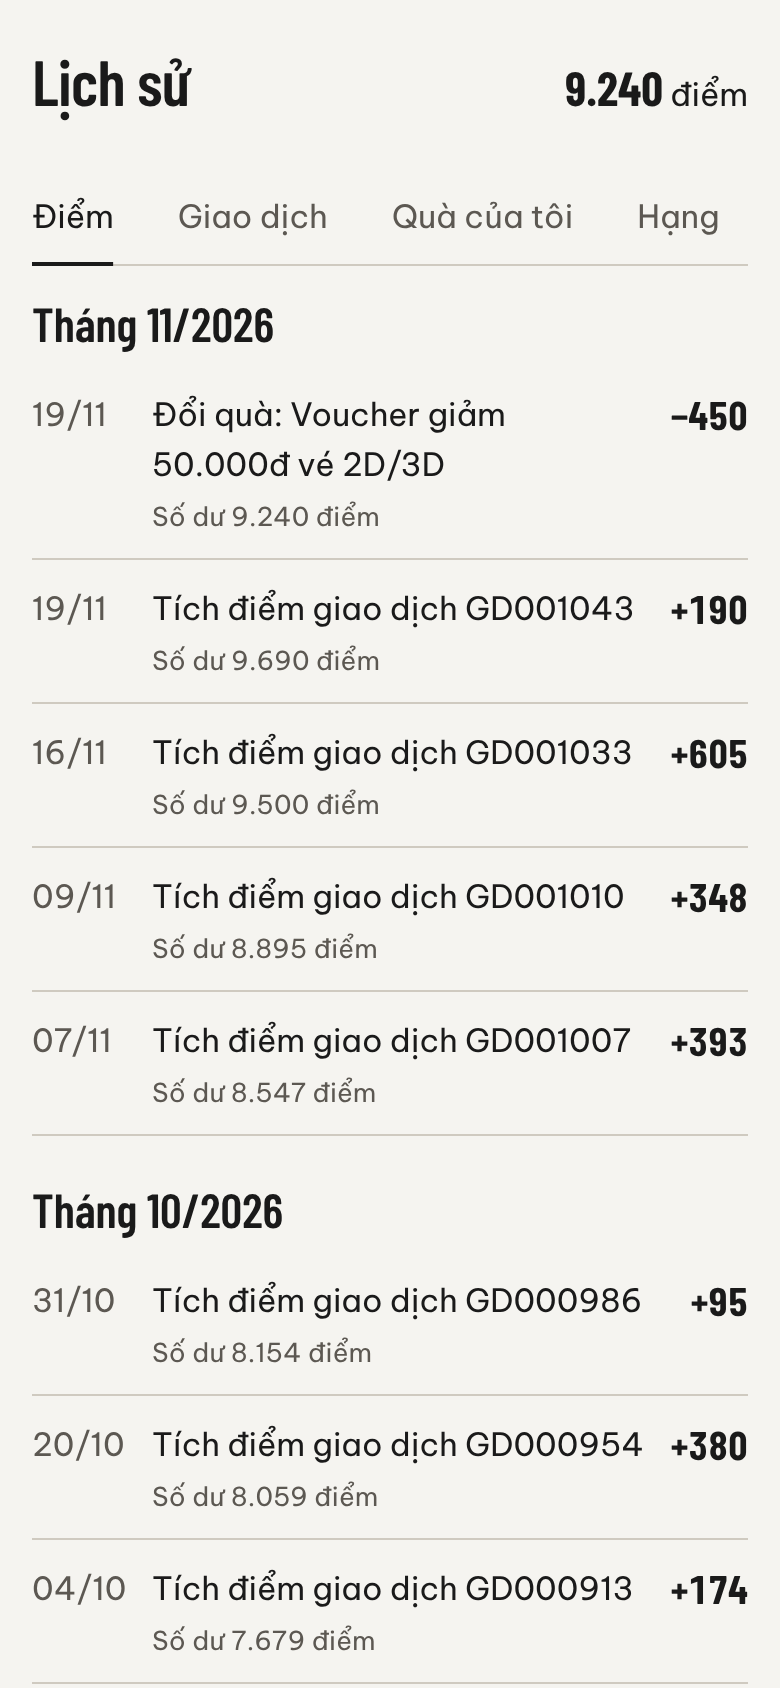 Lịch sử
9.240 điểm
Điểm Giao dịch Quà của tôi Hạng
Tháng 11/2026
19/11 Đổi quà: Voucher giảm −450
50.000đ vé 2D/3D
Số dư 9.240 điểm
19/11 Tích điểm giao dịch GD001043 +190
Số dư 9.690 điểm
16/11 Tích điểm giao dịch GD001033 +605
Số dư 9.500 điểm
09/11 Tích điểm giao dịch GD001010 +348
Số dư 8.895 điểm
07/11 Tích điểm giao dịch GD001007 +393
Số dư 8.547 điểm
Tháng 10/2026
31/10 Tích điểm giao dịch GD000986 +95
Số dư 8.154 điểm
20/10 Tích điểm giao dịch GD000954 +380
Số dư 8.059 điểm
04/10 Tích điểm giao dịch GD000913 +174
Số dư 7.679 điểm